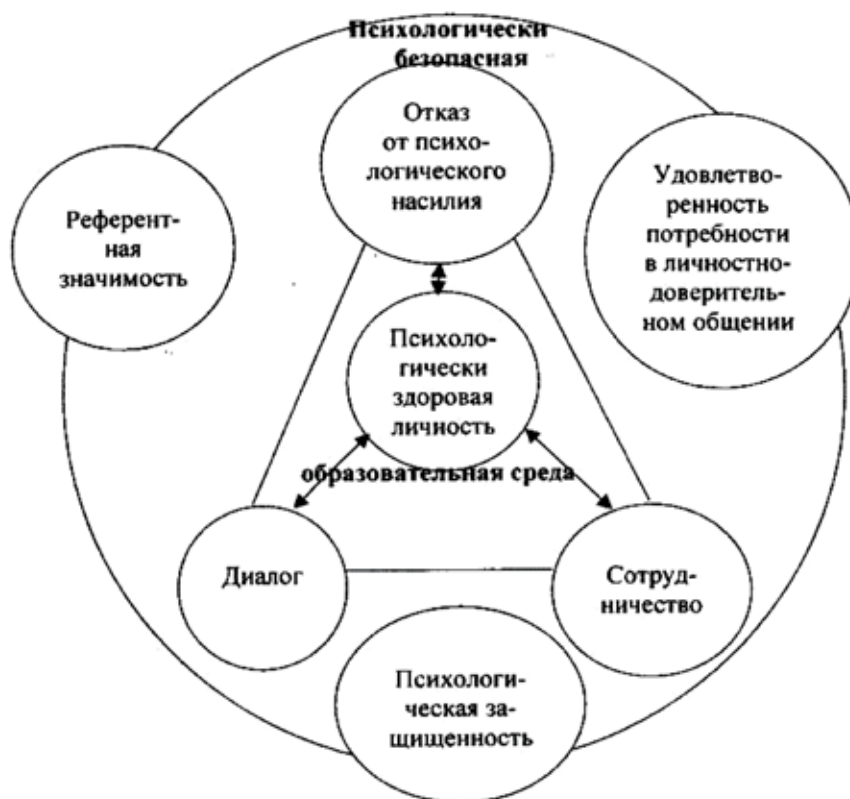 Психологически
безопасная
Отказ
от психо-
логического
насилия
Референт-
ная
значимость
Удовлетво-
ренность
потребности
в личностно-
доверитель-
ном общении
Психоло-
гически
здоровая
личность
образовательная среда
Диалог
Сотруд-
ничество
Психологи-
ческая за-
щищенность